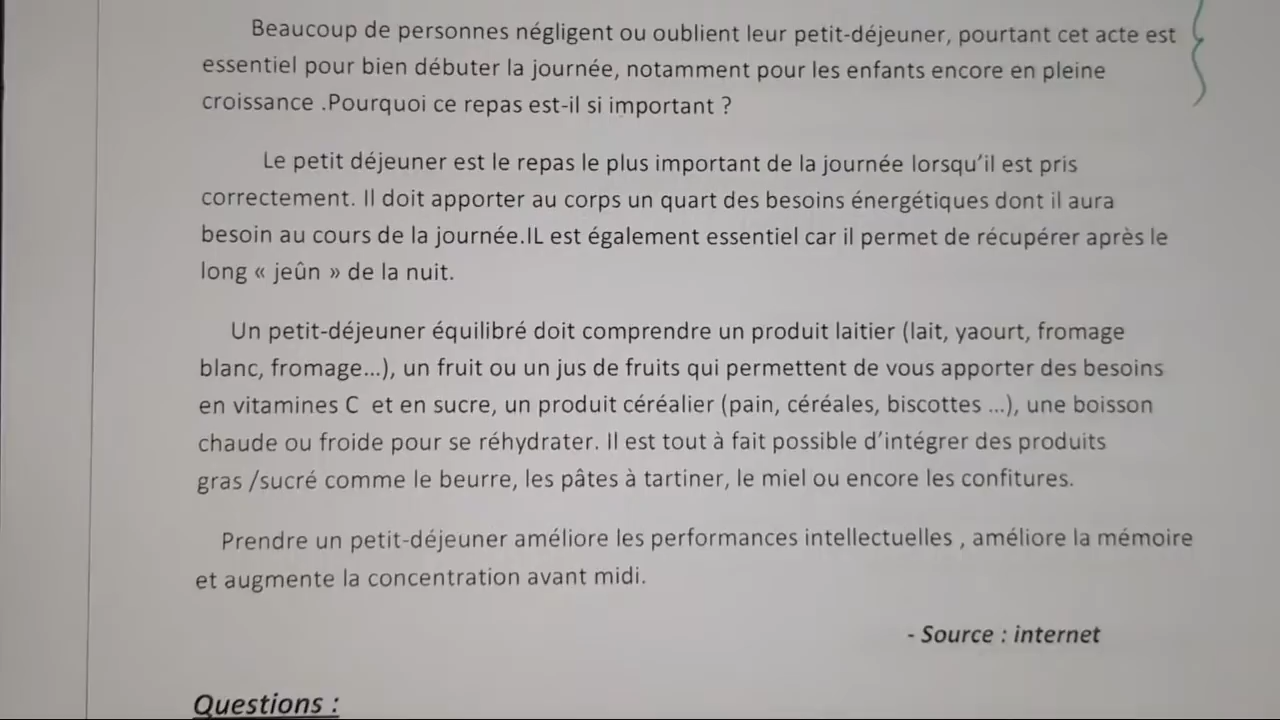 Beaucoup de personnes négligent ou oublient leur petit-déjeuner, pourtant cet acte est
essentiel pour bien débuter la journée, notamment pour les enfants encore en pleine
croissance .Pourquoi ce repas est-il si important ?
Le petit déjeuner est le repas le plus important de la journée lorsqu'il est pris
correctement. Il doit apporter au corps un quart des besoins énergétiques dont il aura
besoin au cours de la journée.IL est également essentiel car il permet de récupérer après le
long « jeûn » de la nuit.
Un petit-déjeuner équilibré doit comprendre un produit laitier (lait, yaourt, fromage
blanc, fromage...), un fruit ou un jus de fruits qui permettent de vous apporter des besoins
en vitamines C et en sucre, un produit céréalier (pain, céréales, biscottes ...), une boisson
chaude ou froide pour se réhydrater. Il est tout à fait possible d'intégrer des produits
gras /sucré comme le beurre, les pâtes à tartiner, le miel ou encore les confitures.
Prendre un petit-déjeuner améliore les performances intellectuelles , améliore la mémoire
et augmente la concentration avant midi.
- Source : internet
Questions :